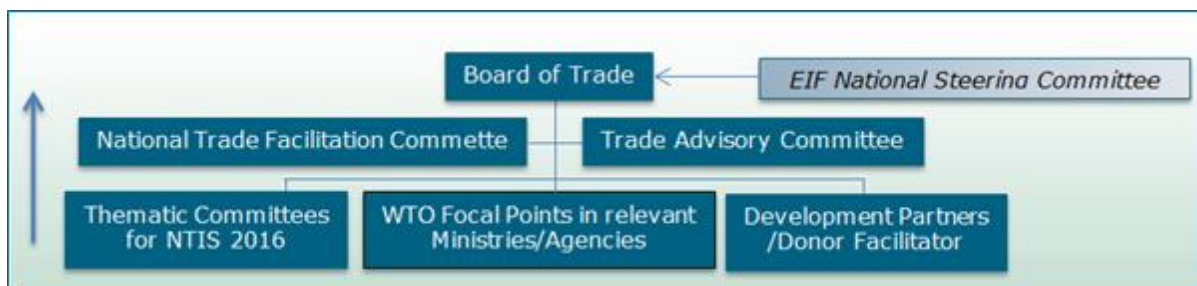 Board of Trade
EIF National Steering Committee
National Trade Facilitation Commette
Trade Advisory Committee
Thematic Committees
for NTIS 2016
WTO Focal Points in relevant
Ministries/Agencies
Development Partners
/Donor Facilitator